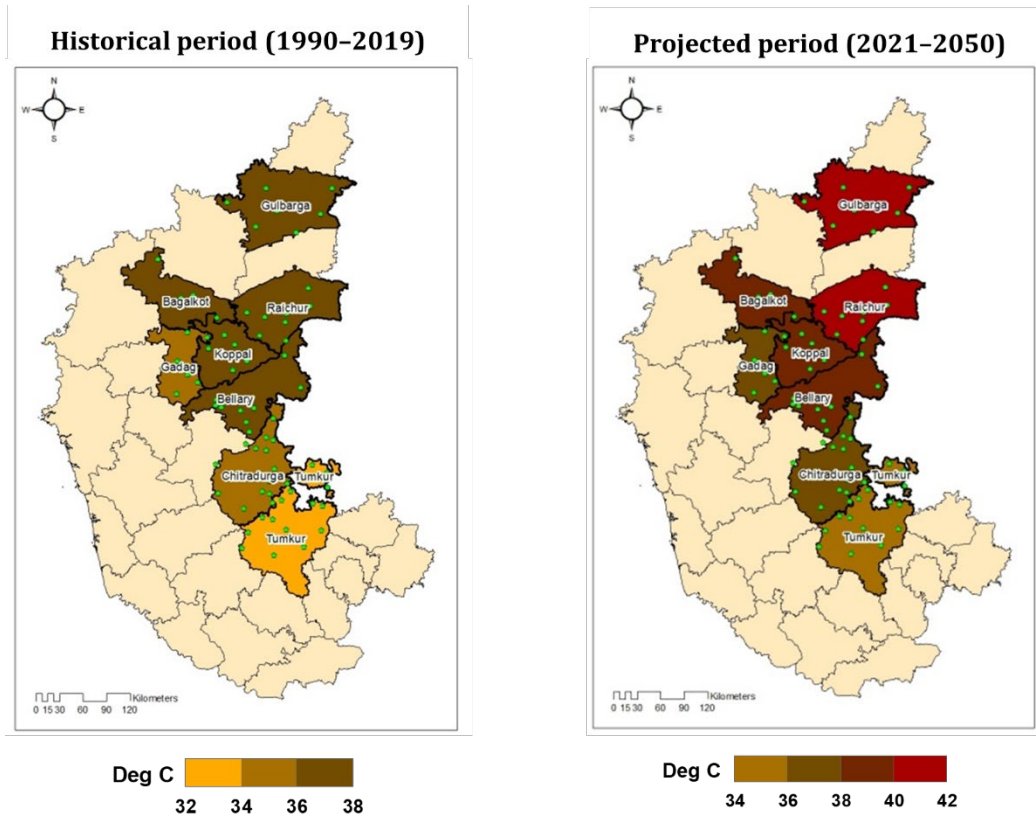 Historical period (1990–2019)
N
W E
S
Gulbarga
Bagalkot
Raichur
Koppal
Gadag
Bellary
Chitradurga
Tumkur
Tumkur
Kilometers
0 15 30 60 90 120
Deg C
32 34 36 38
Projected period (2021–2050)
N
W E
S
Gulbarga
Bagalkot
Raichur
Koppal
Gadag
Bellary
Chitradurga
Tumkur
Tumkur
Kilometers
0 15 30 60 90 120
Deg C
34 36 38 40 42